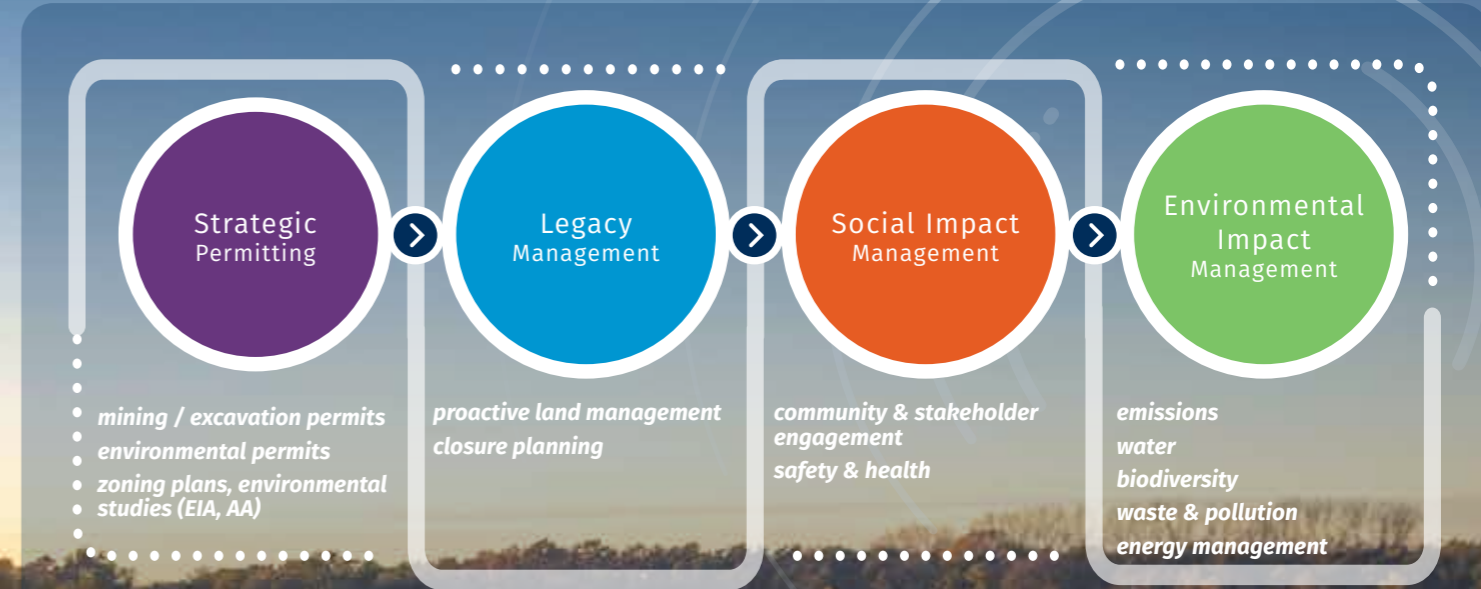 Strategic
Permitting
Legacy
Management
Social Impact
Management
Environmental
Impact
Management
mining / excavation permits
environmental permits
zoning plans, environmental
studies (EIA, AA)
proactive land management
closure planning
community & stakeholder
engagement
safety & health
emissions
water
biodiversity
waste & pollution
energy management